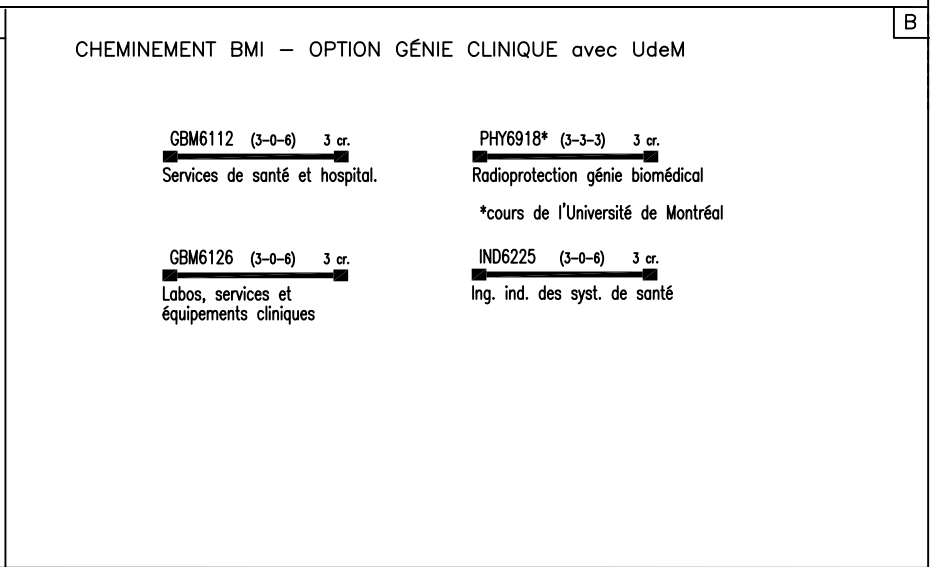 B
CHEMINEMENT BMI – OPTION GÉNIE CLINIQUE avec UdeM
GBM6112 (3-0-6) 3 cr.
Services de santé et hospital.
PHY6918* (3-3-3) 3 cr.
Radioprotection génie biomédical
*cours de l'Université de Montréal
GBM6126 (3-0-6) 3 cr.
Labos, services et
équipements cliniques
IND6225 (3-0-6) 3 cr.
Ing. ind. des syst. de santé